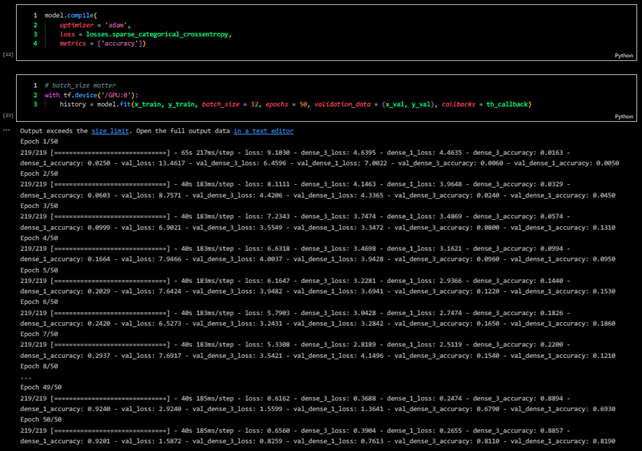 1 model.compile(
2 optimizer = 'adam',
3 loss = losses.sparse_categorical_crossentropy,
4 metrics = ['accuracy'])
[22]
Python
1 # batch_size matter
2 with tf.device('/GPU:0'):
3 history = model.fit(x_train, y_train, batch_size = 32, epochs = 50, validation_data = (x_val, y_val), callbacks = tb_callback)
[23]
Python
... Output exceeds the size limit. Open the full output data in a text editor
Epoch 1/50
219/219 [==============================] - 65s 217ms/step - loss: 9.1030 - dense_3_loss: 4.6395 - dense_1_loss: 4.4635 - dense_3_accuracy: 0.0163 -
dense_1_accuracy: 0.0250 - val_loss: 13.4617 - val_dense_3_loss: 6.4596 - val_dense_1_loss: 7.0022 - val_dense_3_accuracy: 0.0060 - val_dense_1_accuracy: 0.0050
Epoch 2/50
219/219 [==============================] - 40s 183ms/step - loss: 8.1111 - dense_3_loss: 4.1463 - dense_1_loss: 3.9648 - dense_3_accuracy: 0.0329 -
dense_1_accuracy: 0.0603 - val_loss: 8.7571 - val_dense_3_loss: 4.4206 - val_dense_1_loss: 4.3365 - val_dense_3_accuracy: 0.0240 - val_dense_1_accuracy: 0.0450
Epoch 3/50
219/219 [==============================] - 40s 183ms/step - loss: 7.2343 - dense_3_loss: 3.7474 - dense_1_loss: 3.4869 - dense_3_accuracy: 0.0574 -
dense_1_accuracy: 0.0999 - val_loss: 6.9021 - val_dense_3_loss: 3.5549 - val_dense_1_loss: 3.3472 - val_dense_3_accuracy: 0.0800 - val_dense_1_accuracy: 0.1310
Epoch 4/50
219/219 [==============================] - 40s 183ms/step - loss: 6.6318 - dense_3_loss: 3.4698 - dense_1_loss: 3.1621 - dense_3_accuracy: 0.0994 -
dense_1_accuracy: 0.1664 - val_loss: 7.9466 - val_dense_3_loss: 4.0037 - val_dense_1_loss: 3.9428 - val_dense_3_accuracy: 0.0960 - val_dense_1_accuracy: 0.0950
Epoch 5/50
219/219 [==============================] - 40s 183ms/step - loss: 6.1647 - dense_3_loss: 3.2281 - dense_1_loss: 2.9366 - dense_3_accuracy: 0.1440 -
dense_1_accuracy: 0.2029 - val_loss: 7.6424 - val_dense_3_loss: 3.9482 - val_dense_1_loss: 3.6941 - val_dense_3_accuracy: 0.1220 - val_dense_1_accuracy: 0.1530
Epoch 6/50
219/219 [==============================] - 40s 183ms/step - loss: 5.7903 - dense_3_loss: 3.0428 - dense_1_loss: 2.7474 - dense_3_accuracy: 0.1826 -
dense_1_accuracy: 0.2420 - val_loss: 6.5273 - val_dense_3_loss: 3.2431 - val_dense_1_loss: 3.2842 - val_dense_3_accuracy: 0.1650 - val_dense_1_accuracy: 0.1860
Epoch 7/50
219/219 [==============================] - 40s 183ms/step - loss: 5.3308 - dense_3_loss: 2.8189 - dense_1_loss: 2.5119 - dense_3_accuracy: 0.2200 -
dense_1_accuracy: 0.2937 - val_loss: 7.6917 - val_dense_3_loss: 3.5421 - val_dense_1_loss: 4.1496 - val_dense_3_accuracy: 0.1540 - val_dense_1_accuracy: 0.1210
Epoch 8/50
...
Epoch 49/50
219/219 [==============================] - 40s 185ms/step - loss: 0.6162 - dense_3_loss: 0.3688 - dense_1_loss: 0.2474 - dense_3_accuracy: 0.8894 -
dense_1_accuracy: 0.9240 - val_loss: 2.9240 - val_dense_3_loss: 1.5599 - val_dense_1_loss: 1.3641 - val_dense_3_accuracy: 0.6790 - val_dense_1_accuracy: 0.6930
Epoch 50/50
219/219 [==============================] - 40s 185ms/step - loss: 0.6560 - dense_3_loss: 0.3904 - dense_1_loss: 0.2655 - dense_3_accuracy: 0.8857 -
dense_1_accuracy: 0.9201 - val_loss: 1.5872 - val_dense_3_loss: 0.8259 - val_dense_1_loss: 0.7613 - val_dense_3_accuracy: 0.8110 - val_dense_1_accuracy: 0.8190